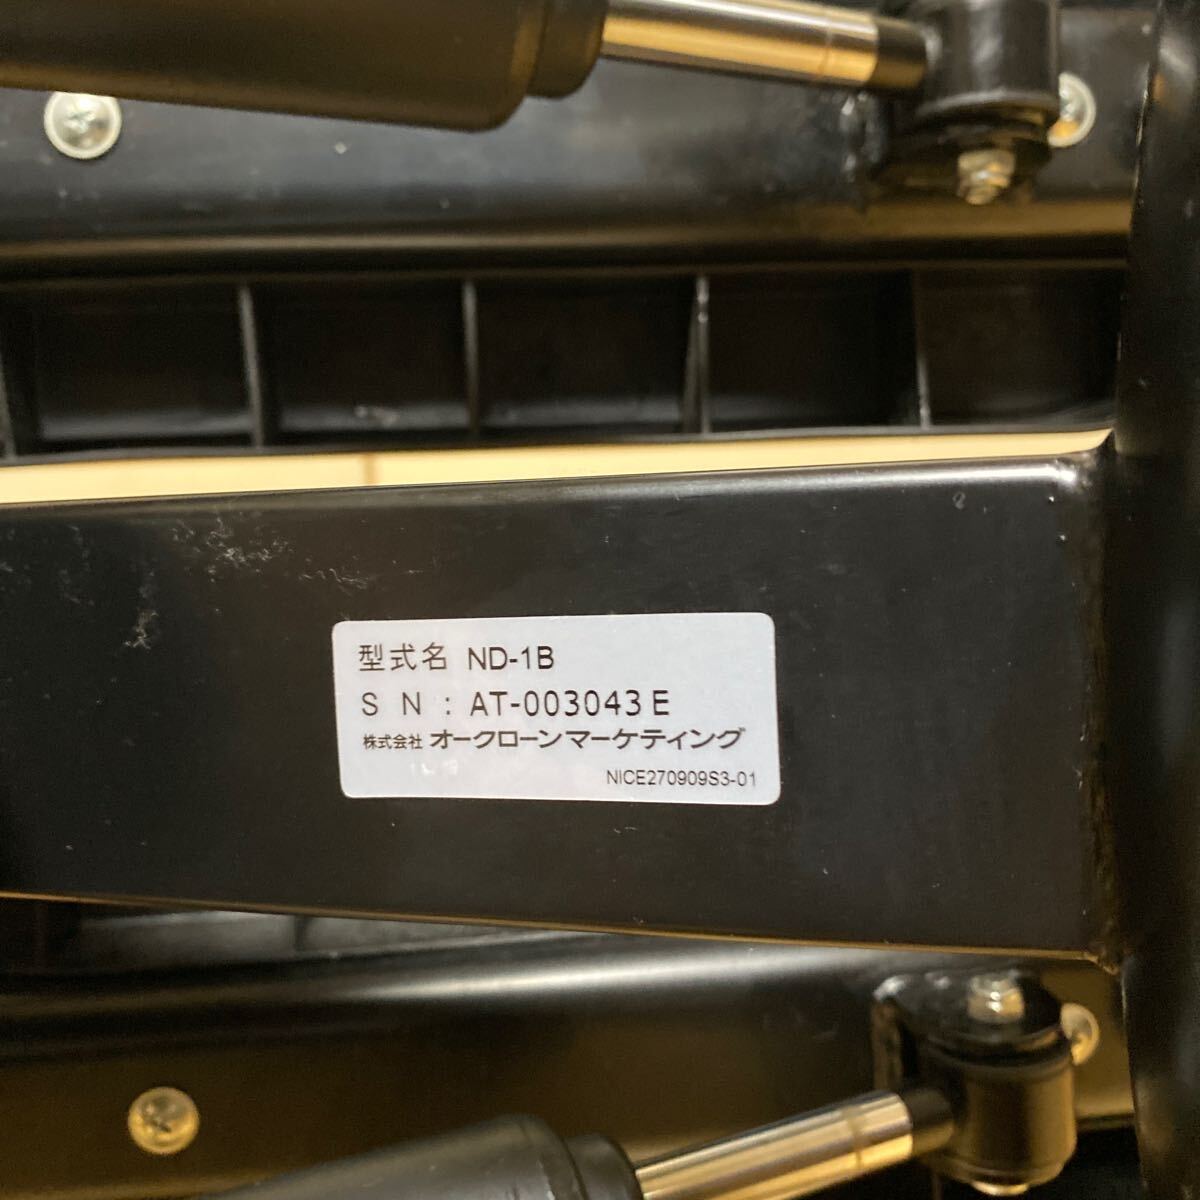 型式名 ND-1B
S N : AT-003043E
株式会社 オークローンマーケティング
NICE270909S3-01